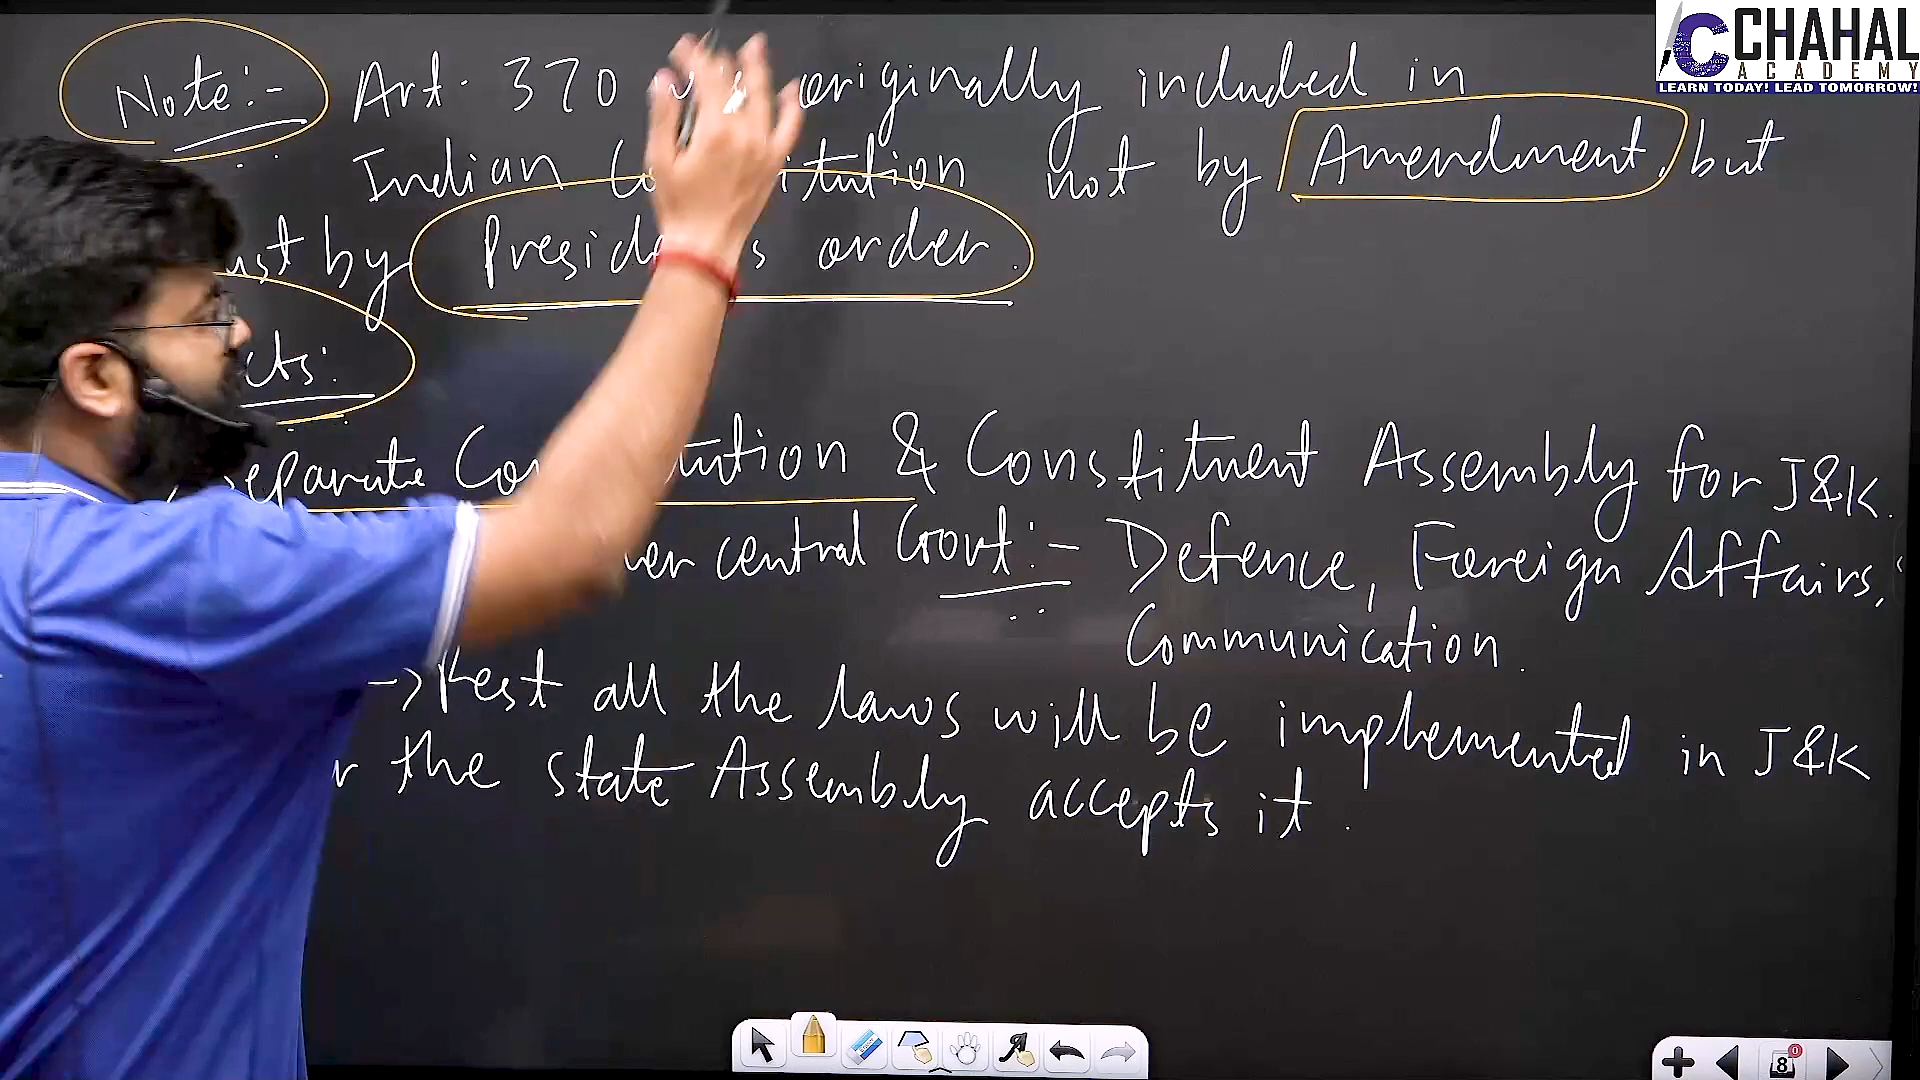 CHAHAL
ACADEMY
LEARN TODAY! LEAD TOMORROW!
Note:- Art. 370 originally included in
Indian not by Amendment, but
by order.
Separate & Constituent Assembly for J&K.
central Govt:- Defence, Foreign Affairs,
Communication.
→ Rest all the laws will be implemented in J&K
the state Assembly accepts it.
8
0